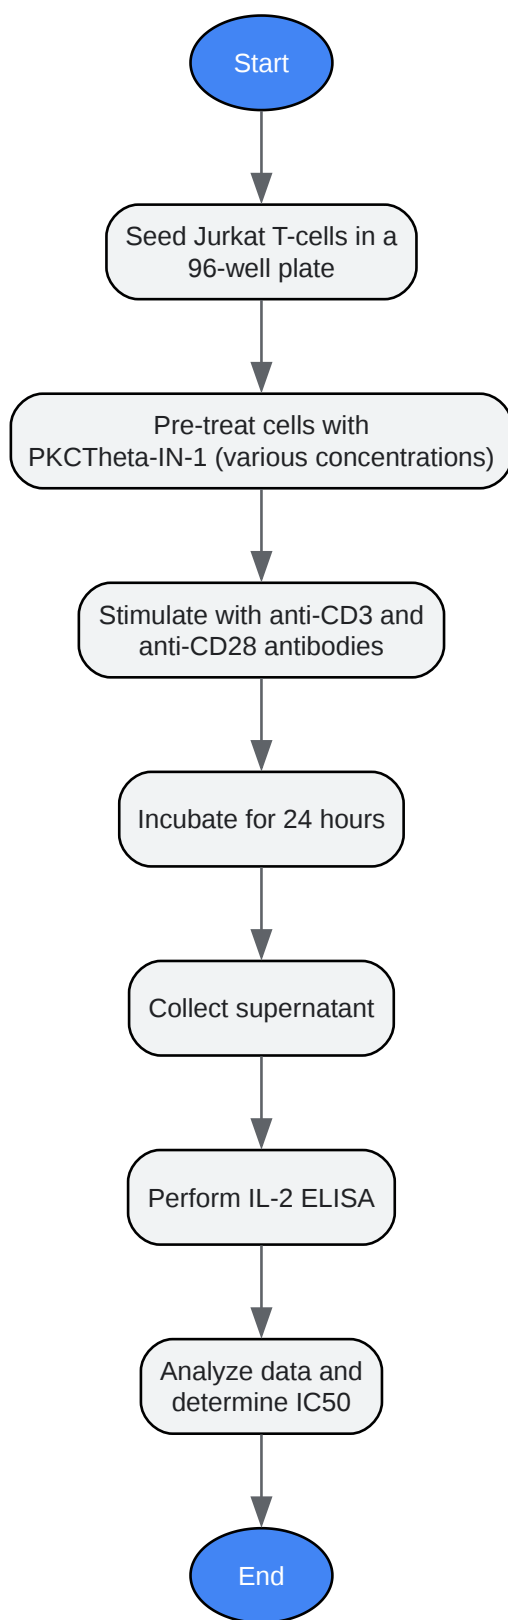 Start
Seed Jurkat T-cells in a
96-well plate
Pre-treat cells with
PKCTheta-IN-1 (various concentrations)
Stimulate with anti-CD3 and
anti-CD28 antibodies
Incubate for 24 hours
Collect supernatant
Perform IL-2 ELISA
Analyze data and
determine IC50
End